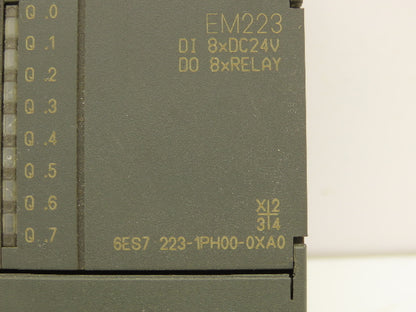 Q .0
Q .1
Q .2
Q .3
Q .4
Q .5
Q .6
Q .7
EM223
DI 8xDC24V
DO 8xRELAY
X 2
3 4
6ES7 223-1PH00-0XA0